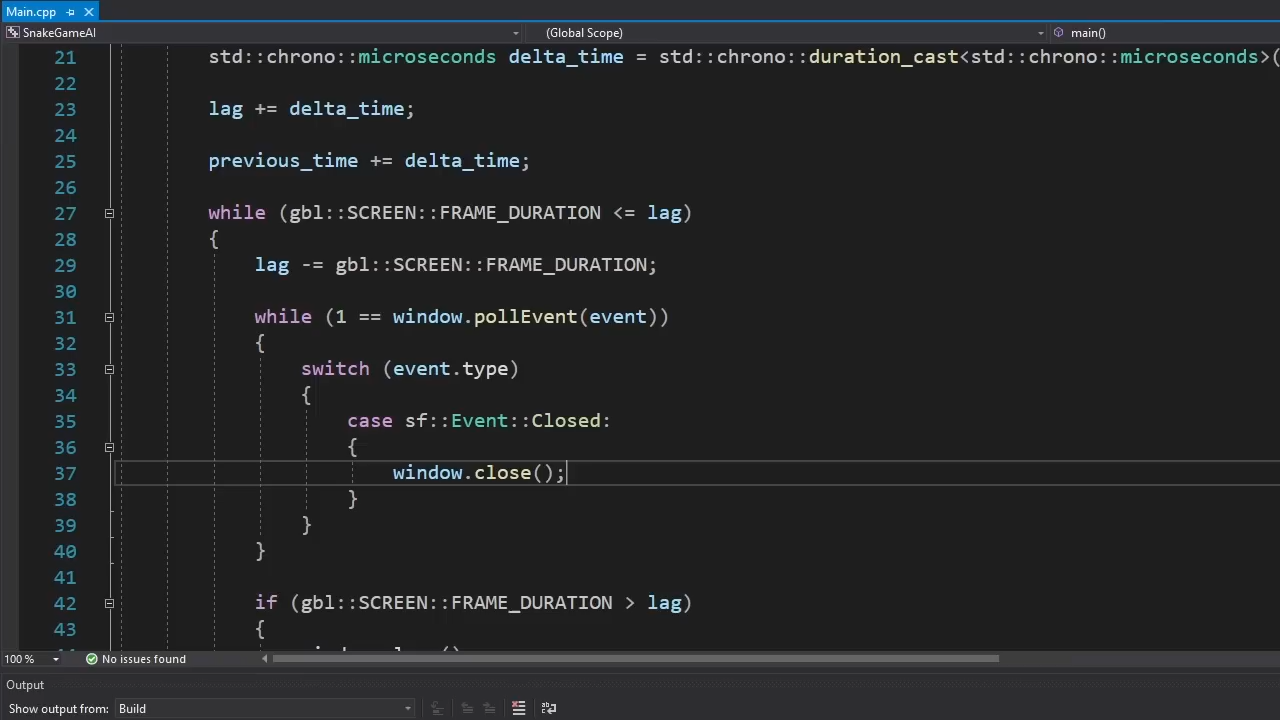 Main.cpp
SnakeGameAI (Global Scope) main()
21 std::chrono::microseconds delta_time = std::chrono::duration_cast<std::chrono::microseconds>(
22
23 lag += delta_time;
24
25 previous_time += delta_time;
26
27 while (gbl::SCREEN::FRAME_DURATION <= lag)
28 {
29 lag -= gbl::SCREEN::FRAME_DURATION;
30
31 while (1 == window.pollEvent(event))
32 {
33 switch (event.type)
34 {
35 case sf::Event::Closed:
36 {
37 window.close();
38 }
39 }
40 }
41
42 if (gbl::SCREEN::FRAME_DURATION > lag)
43 {
100 % No issues found
Output
Show output from: Build